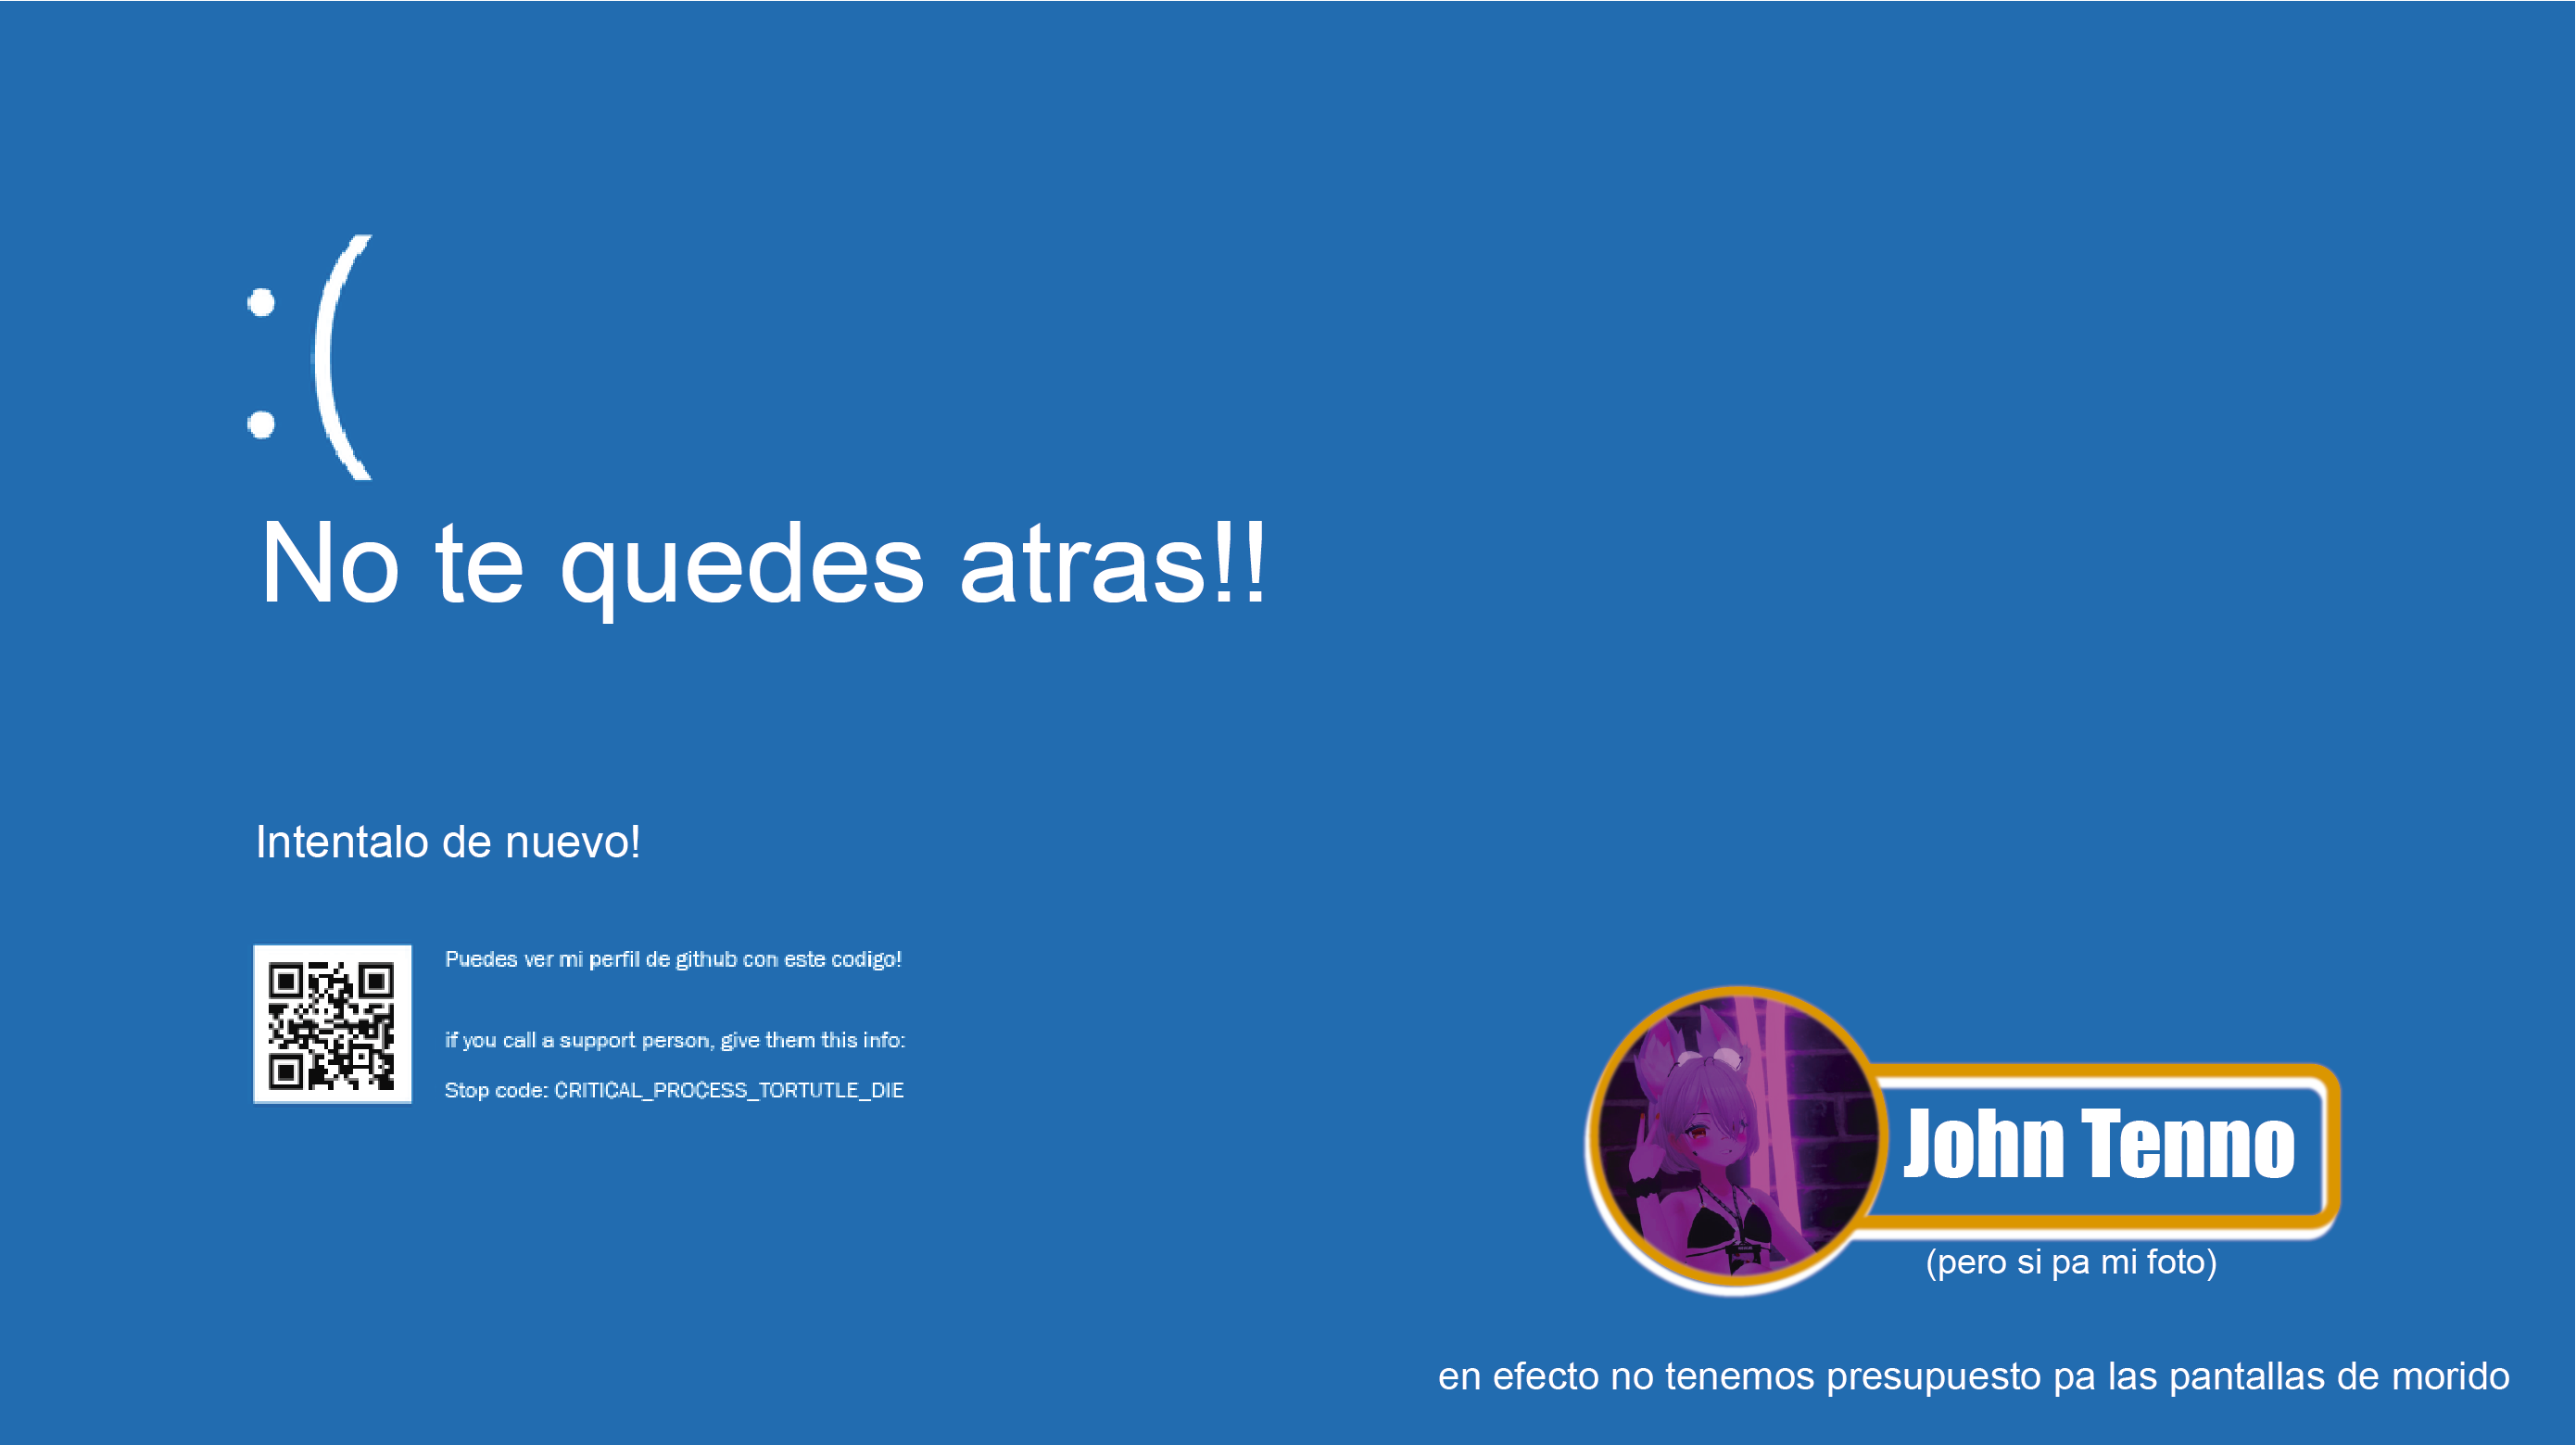 :(
No te quedes atras!!
Intentalo de nuevo!
Puedes ver mi perfil de github con este codigo!
if you call a support person, give them this info:
Stop code: CRITICAL_PROCESS_TORTUTLE_DIE
John Tenno
(pero si pa mi foto)
en efecto no tenemos presupuesto pa las pantallas de morido